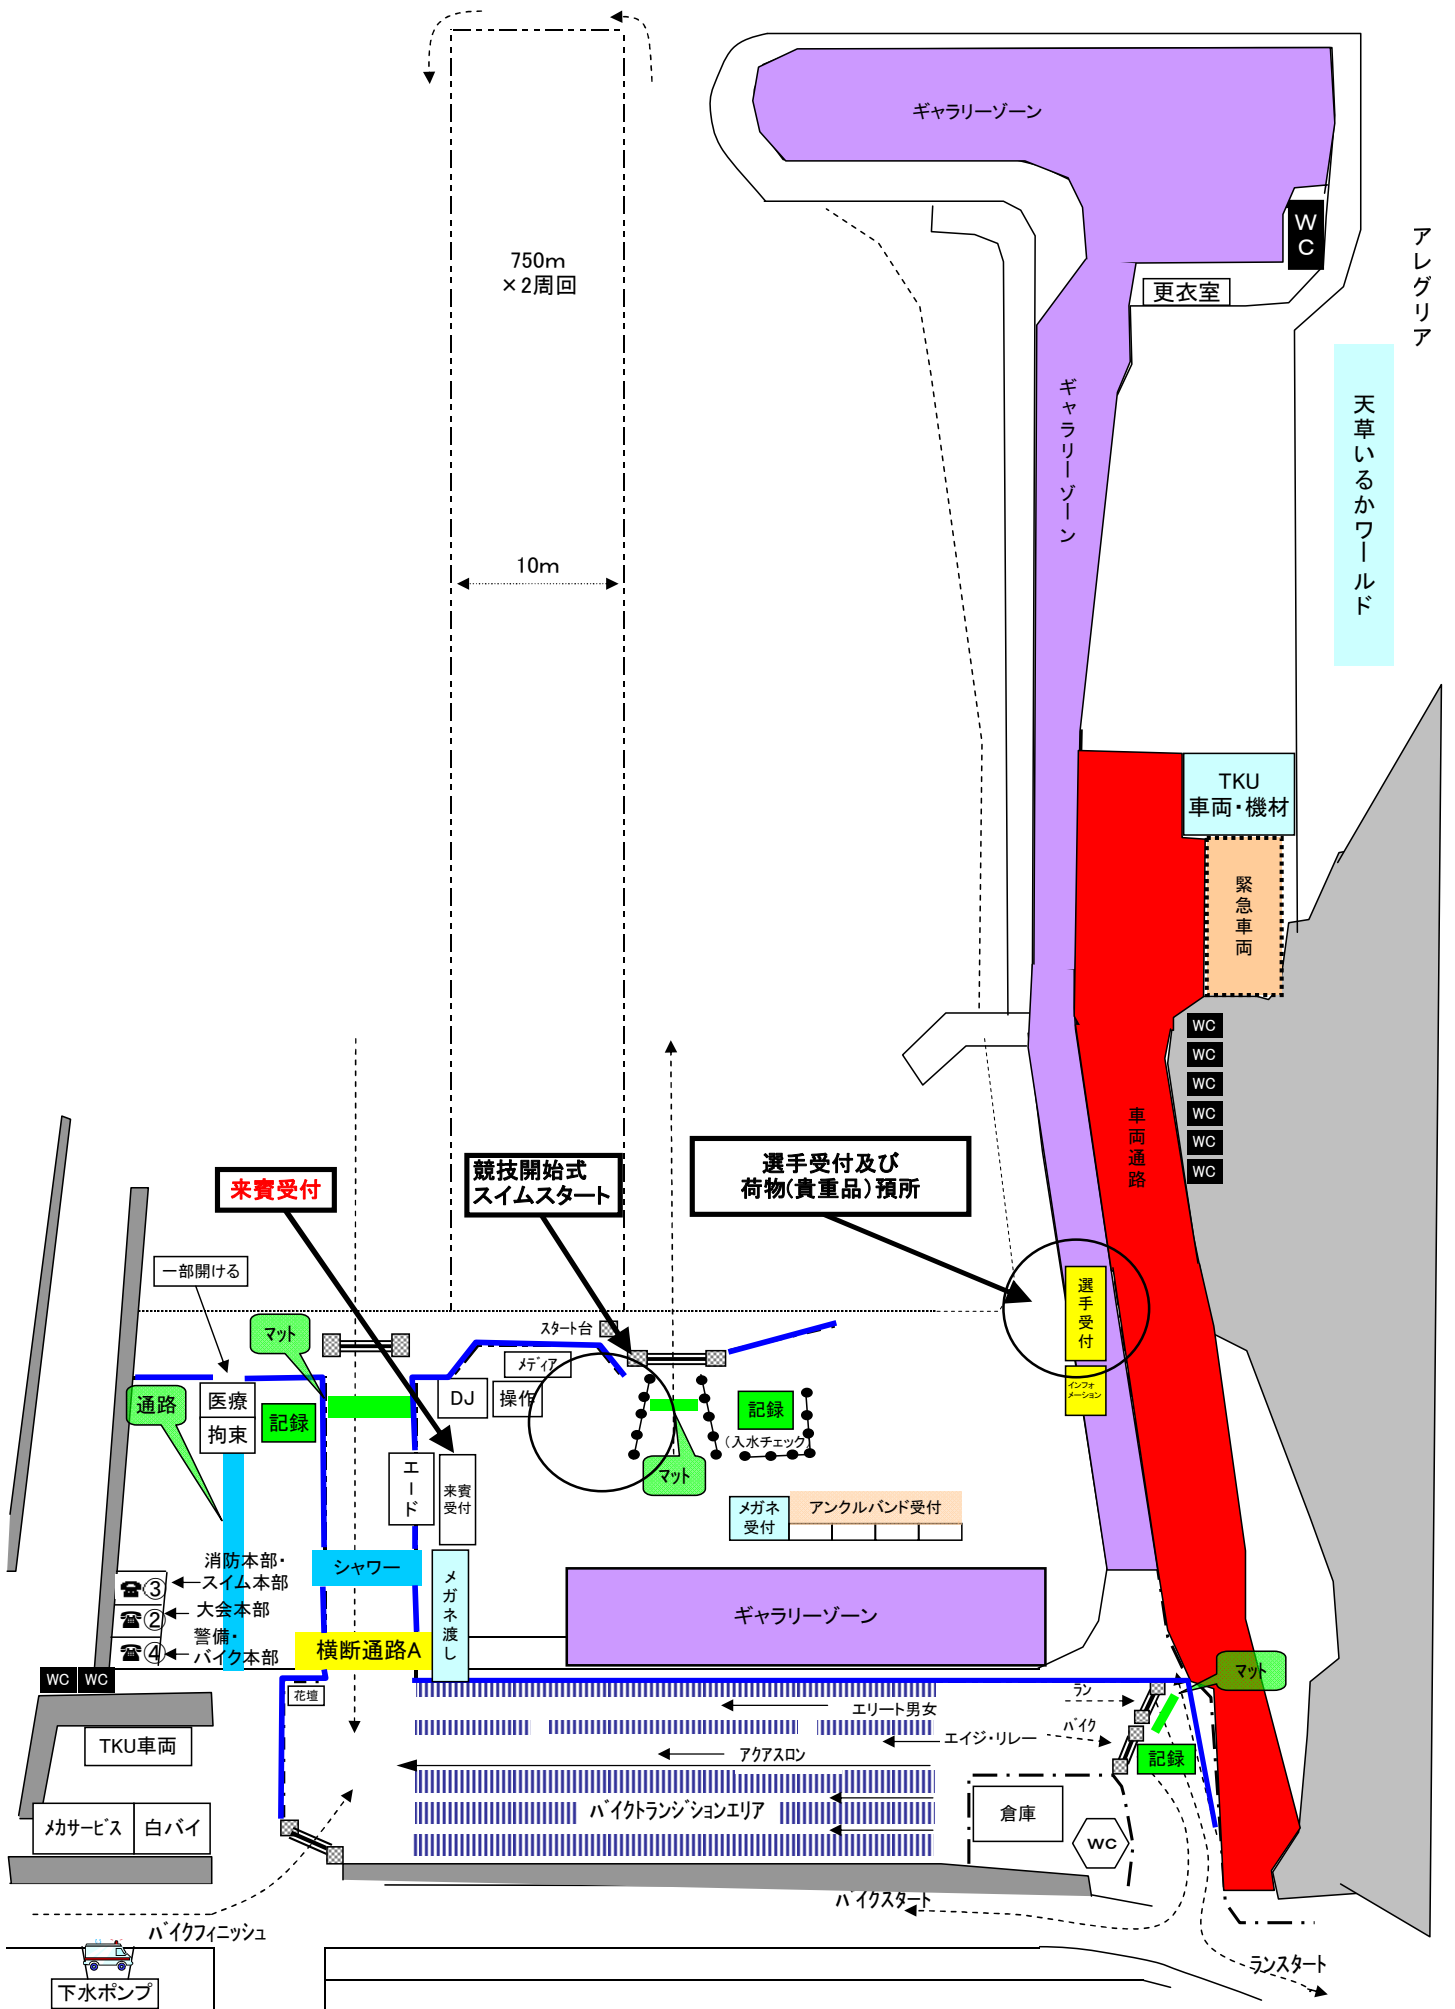 ギャラリーゾーン
WC
アレグリア
750m
×2周回
更衣室
ギャラリーゾーン
天草いるかワールド
10m
TKU
車両・機材
緊急車両
WC
WC
WC
WC
WC
WC
車両通路
来賓受付
競技開始式
スイムスタート
選手受付及び
荷物(貴重品)預所
一部開ける
マット
スタート台
選手受付
インフォメーション
メディア
通路
医療
拘束
記録
DJ
操作
記録
(入水チェック)
マット
エード
来賓
受付
メガネ
受付
アンクルバンド受付
シャワー
メガネ渡し
消防本部・
スイム本部
③
大会本部
②
警備・
バイク本部
④
ギャラリーゾーン
横断通路A
WC
WC
花壇
マット
ラン
エリート男女
エイジ・リレー
バイク
アクアスロン
記録
TKU車両
バイクトランジションエリア
倉庫
メカサービス
白バイ
WC
バイクスタート
バイクフィニッシュ
ランスタート
下水ポンプ